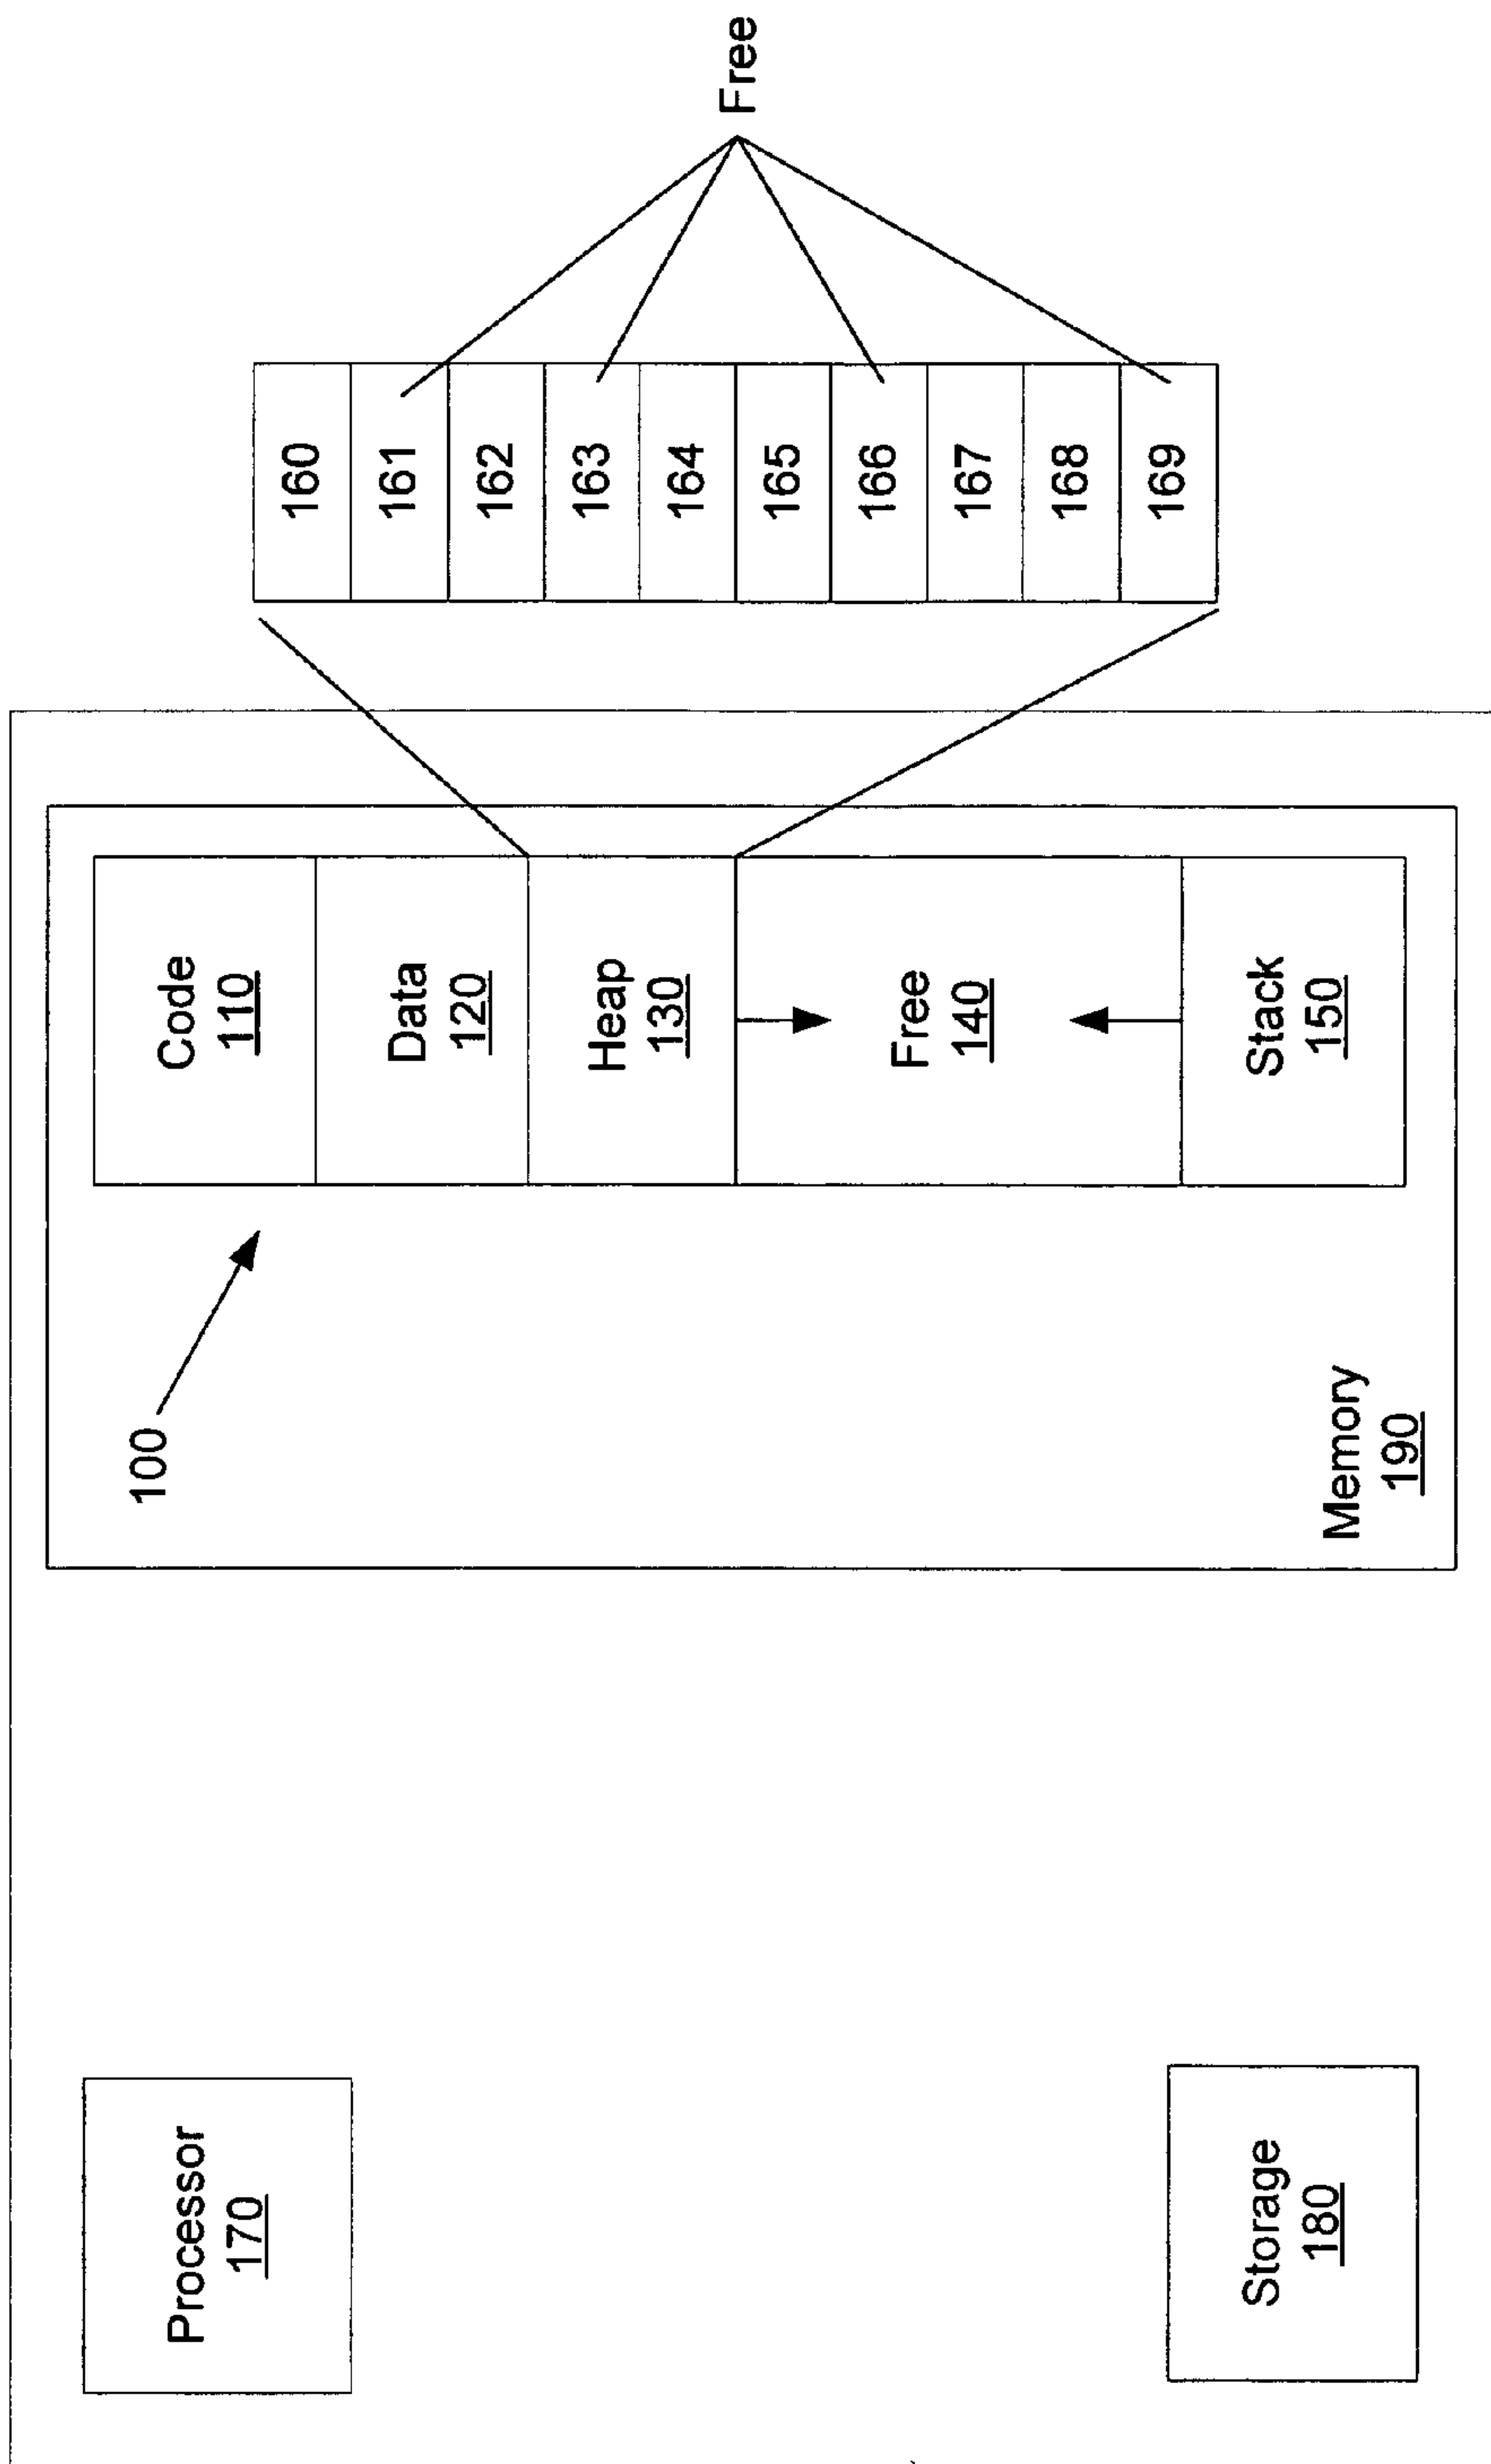 Processor
170
Storage
180
Memory
190
100
Code
110
Data
120
Heap
130
Free
140
Stack
150
160
161
162
163
164
165
166
167
168
169
Free